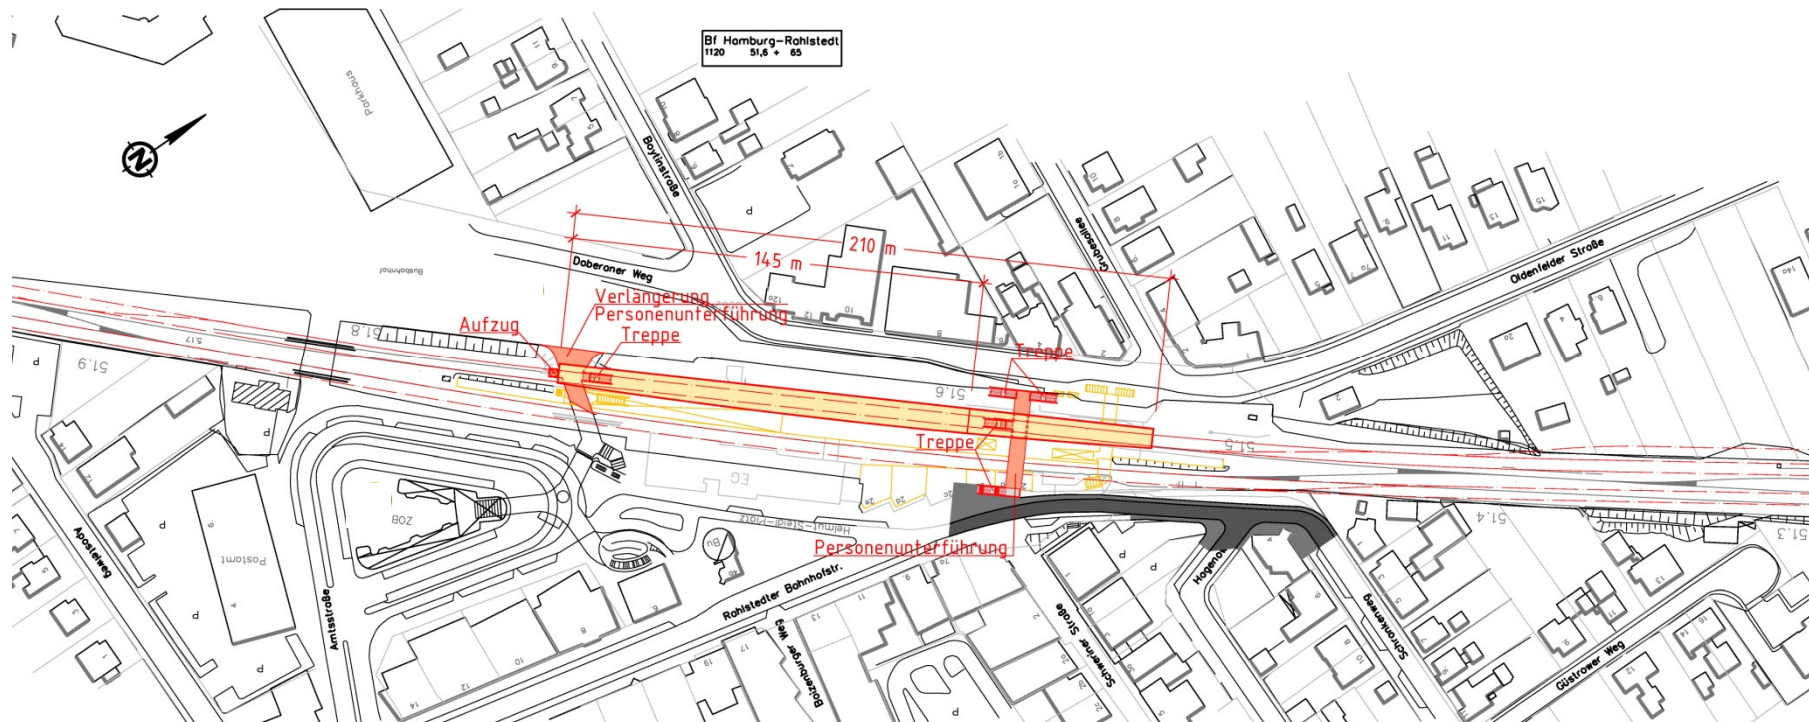 Bf Hamburg-Rahlstedt
1120 51,6 + 65
N
Parkhaus
Boytinstraße
Grubesallee
Oldenfelder Straße
210 m
145 m
Doberaner Weg
Busbahnhof
Verlängerung
Personenunterführung
Treppe
Aufzug
Treppe
Treppe
51.9
5.17
51.8
51.6
51.5
51.4
51.3
EG
ZOB
Postamt
Helmut-Steidl-Platz
Bu
Personenunterführung
Rahlstedter Bahnhofstr.
Apostelweg
Amtsstraße
Boizenburger Weg
Schweriner Straße
Schrankenweg
Güstrower Weg